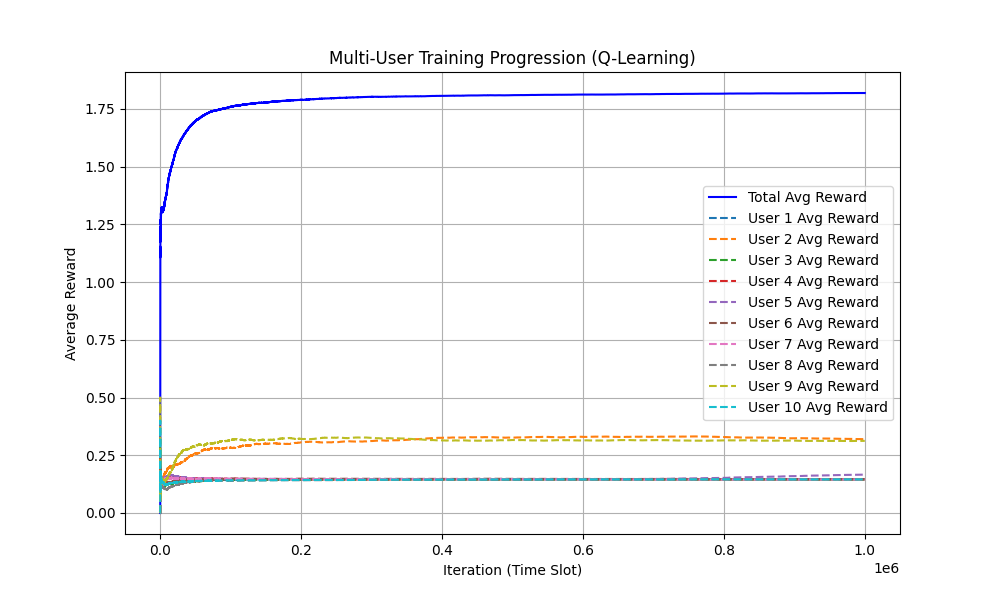 Multi-User Training Progression (Q-Learning)
Average Reward
1.75
1.50
1.25
1.00
0.75
0.50
0.25
0.00
Total Avg Reward
User 1 Avg Reward
User 2 Avg Reward
User 3 Avg Reward
User 4 Avg Reward
User 5 Avg Reward
User 6 Avg Reward
User 7 Avg Reward
User 8 Avg Reward
User 9 Avg Reward
User 10 Avg Reward
0.0 0.2 0.4 0.6 0.8 1.0
1e6
Iteration (Time Slot)